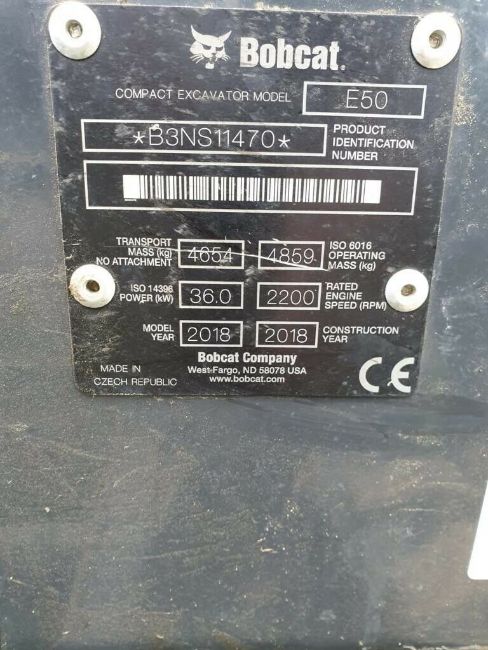 Bobcat.
COMPACT EXCAVATOR MODEL E50
*B3NS11470* PRODUCT IDENTIFICATION NUMBER
TRANSPORT MASS (kg) NO ATTACHMENT 4654 4859 ISO 6016 OPERATING MASS (kg)
ISO 14396 POWER (kW) 36.0 2200 RATED ENGINE SPEED (RPM)
MODEL YEAR 2018 2018 CONSTRUCTION YEAR
Bobcat Company
West-Fargo, ND 58078 USA
www.bobcat.com
MADE IN CZECH REPUBLIC
CE